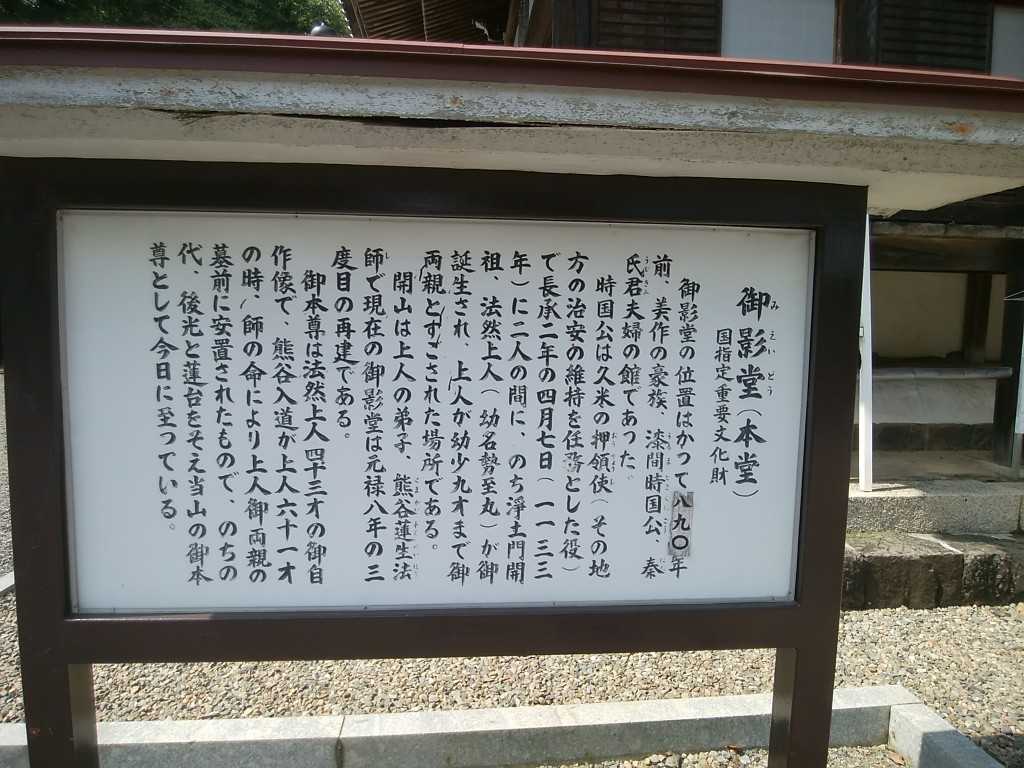 御影堂（本堂）
みえいどう
国指定重要文化財
御影堂の位置はかつて八九〇年
前、美作の豪族、漆間時国公、秦
氏君夫婦の館であった。
時国公は久米の押領使（その地
方の治安の維持を任務とした役）
で長承二年の四月七日（一一三三
年）に二人の間に、のち淨土門開
祖、法然上人（幼名勢至丸）が御
誕生され、上人が幼少九才まで御
両親とすごされた場所である。
開山は上人の弟子、熊谷蓮生法
師で現在の御影堂は元禄八年の三
度目の再建である。
御本尊は法然上人四十三才の御自
作像で、熊谷入道が上人六十一才
の時、師の命により上人御両親の
墓前に安置されたもので、のちの
代、後光と蓮台をそえ当山の御本
尊として今日に至っている。